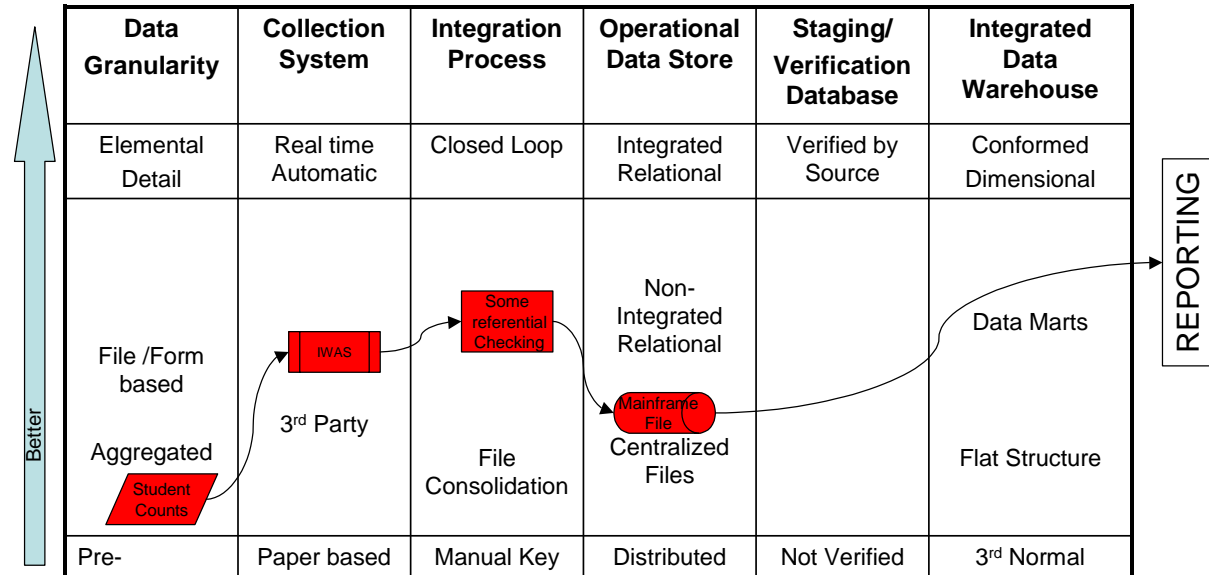 Data
Granularity
Collection
System
Integration
Process
Operational
Data Store
Staging/
Verification
Database
Integrated
Data
Warehouse
Elemental
Detail
Real time
Automatic
Closed Loop
Integrated
Relational
Verified by
Source
Conformed
Dimensional
Better
File /Form
based
Aggregated
Student
Counts
IWAS
3rd Party
Some
referential
Checking
File
Consolidation
Non-
Integrated
Relational
Mainframe
File
Centralized
Files
Data Marts
Flat Structure
REPORTING
Pre-
Paper based
Manual Key
Distributed
Not Verified
3rd Normal